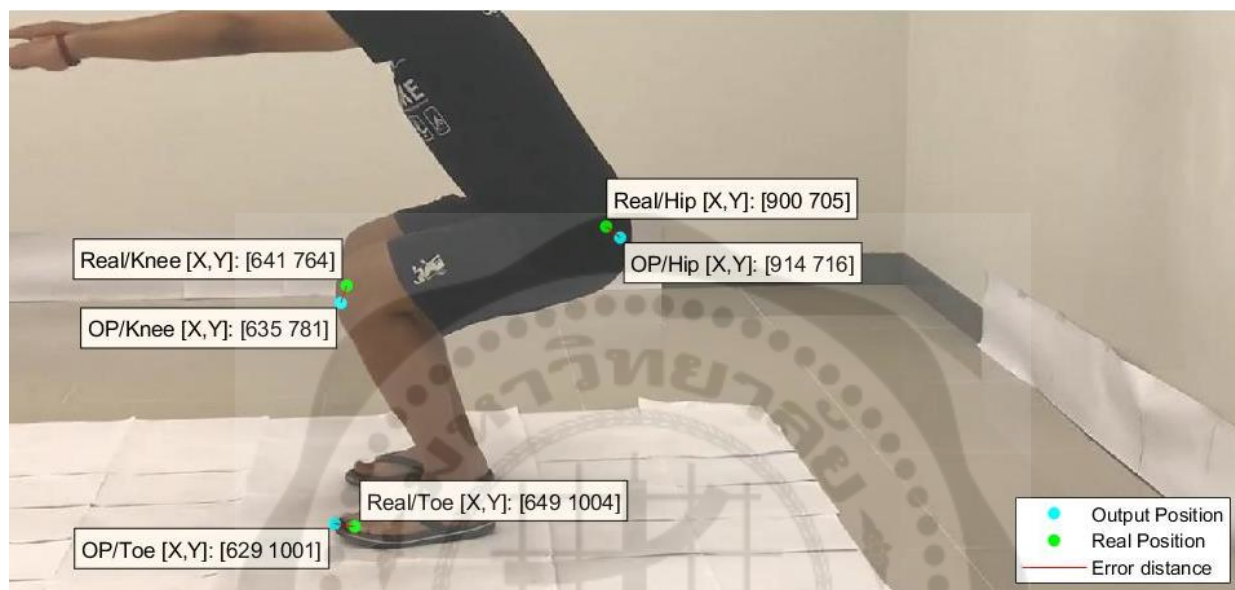 Real/Hip [X,Y]: [900 705]
OP/Hip [X,Y]: [914 716]
Real/Knee [X,Y]: [641 764]
OP/Knee [X,Y]: [635 781]
Real/Toe [X,Y]: [649 1004]
OP/Toe [X,Y]: [629 1001]
Output Position
Real Position
Error distance